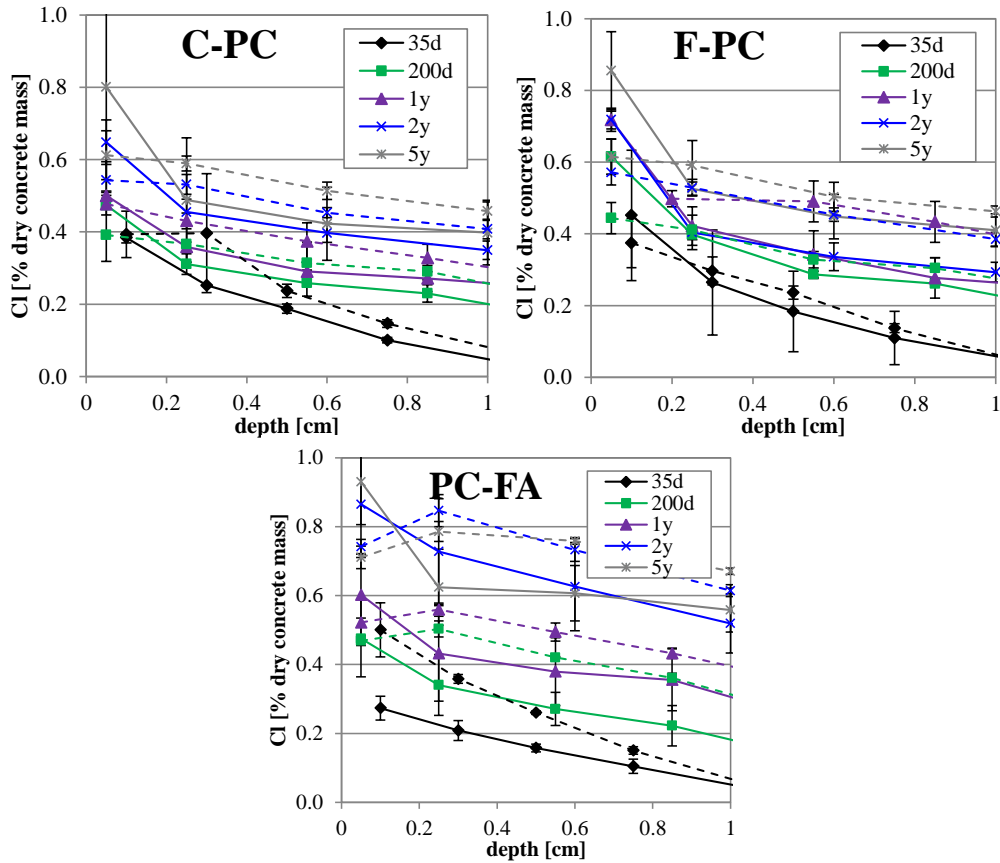 C-PC
35d
200d
1y
2y
5y
Cl [% dry concrete mass]
1.0
0.8
0.6
0.4
0.2
0.0
0 0.2 0.4 0.6 0.8 1
depth [cm]
F-PC
35d
200d
1y
2y
5y
Cl [% dry concrete mass]
1.0
0.8
0.6
0.4
0.2
0.0
0 0.2 0.4 0.6 0.8 1
depth [cm]
PC-FA
35d
200d
1y
2y
5y
Cl [% dry concrete mass]
1.0
0.8
0.6
0.4
0.2
0.0
0 0.2 0.4 0.6 0.8 1
depth [cm]